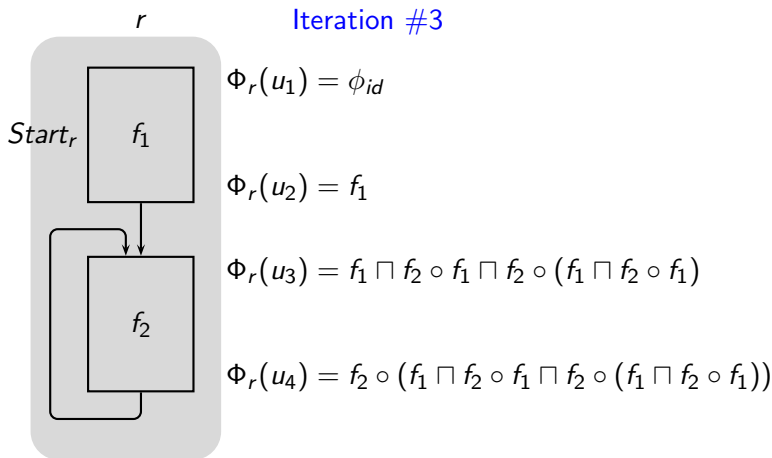 r Iteration #3
Φ_r(u_1) = ϕ_id
Start_r f_1
Φ_r(u_2) = f_1
Φ_r(u_3) = f_1 ⊓ f_2 ∘ f_1 ⊓ f_2 ∘ (f_1 ⊓ f_2 ∘ f_1)
f_2
Φ_r(u_4) = f_2 ∘ (f_1 ⊓ f_2 ∘ f_1 ⊓ f_2 ∘ (f_1 ⊓ f_2 ∘ f_1))